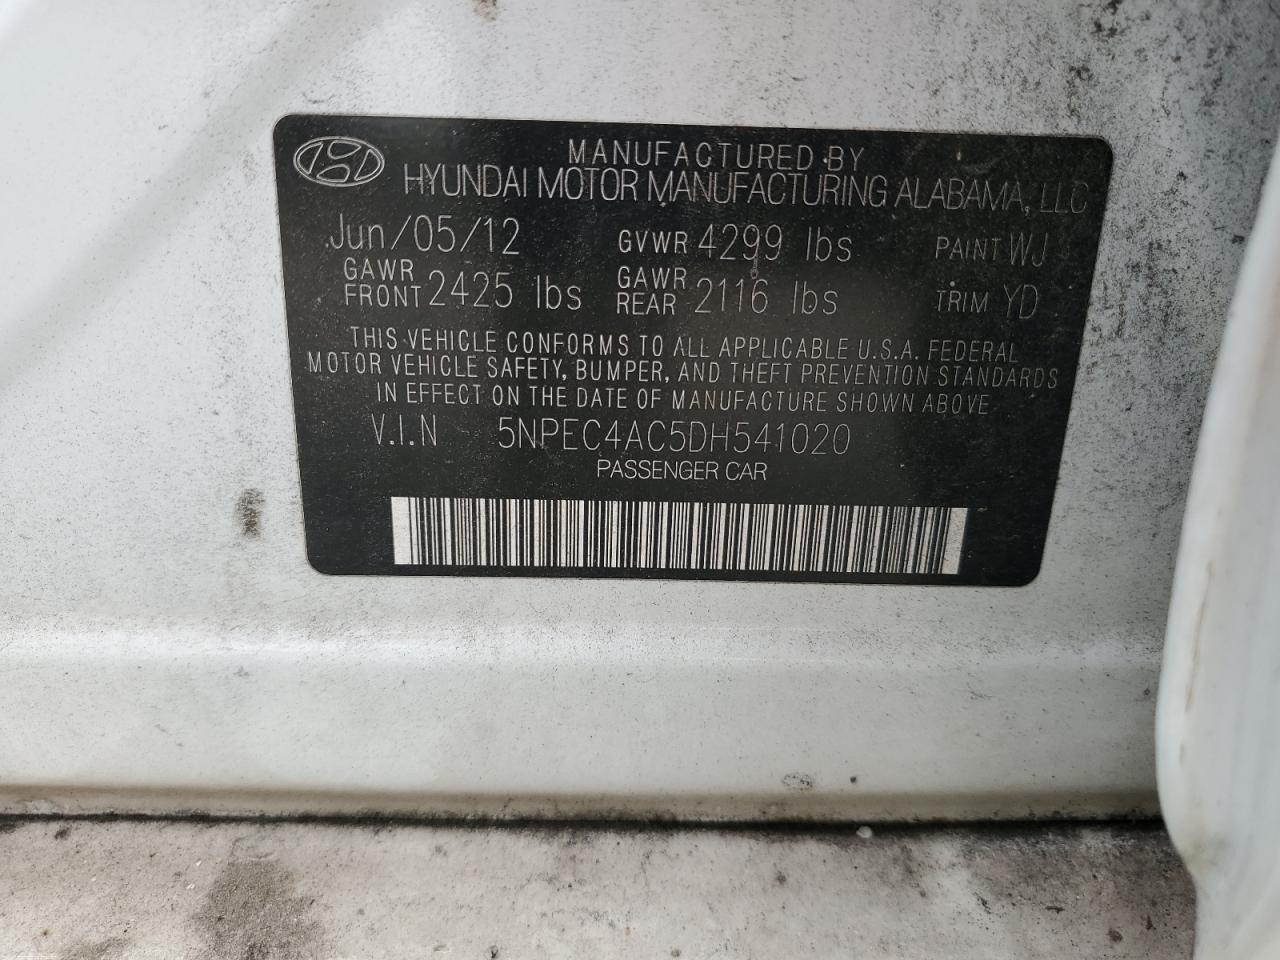 MANUFACTURED BY
HYUNDAI MOTOR MANUFACTURING ALABAMA, LLC
Jun/05/12 GVWR 4299 lbs PAINT WJ
GAWR FRONT 2425 lbs GAWR REAR 2116 lbs TRIM YD
THIS VEHICLE CONFORMS TO ALL APPLICABLE U.S.A. FEDERAL
MOTOR VEHICLE SAFETY, BUMPER, AND THEFT PREVENTION STANDARDS
IN EFFECT ON THE DATE OF MANUFACTURE SHOWN ABOVE
V.I.N 5NPEC4AC5DH541020
PASSENGER CAR